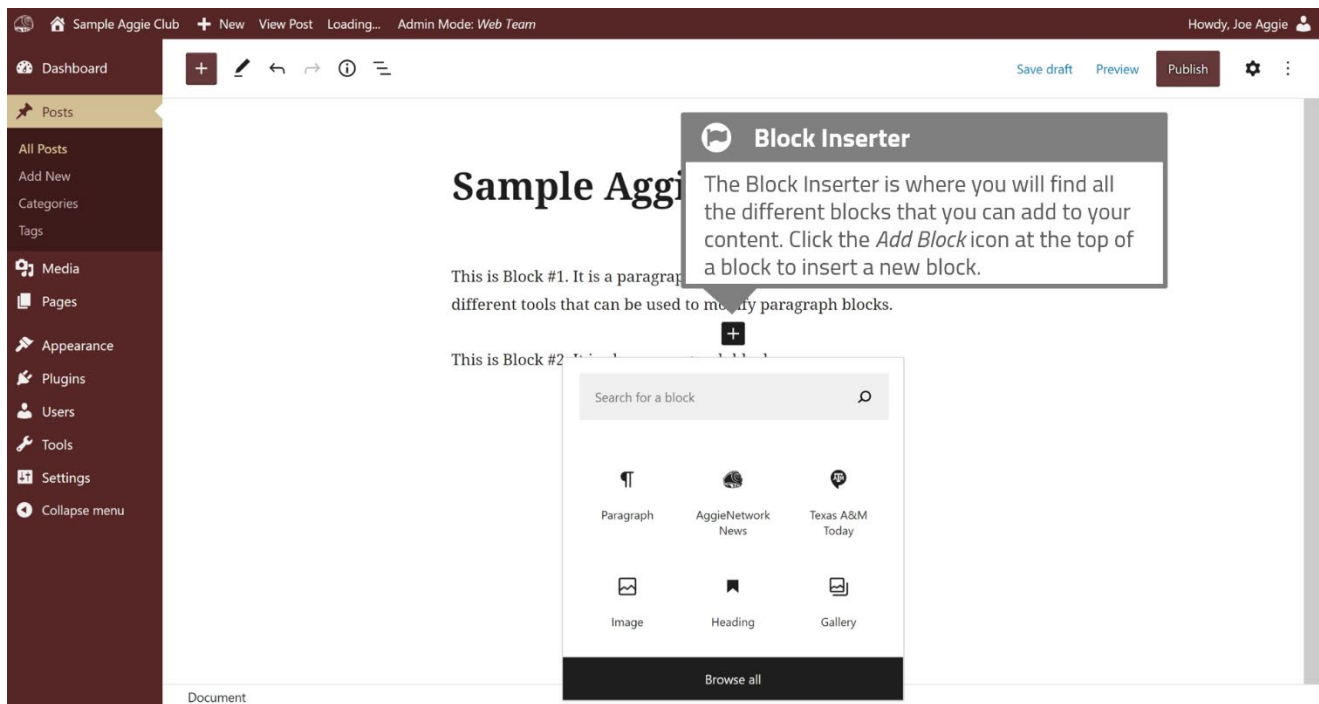 Sample Aggie Club New View Post Loading... Admin Mode: Web Team Howdy, Joe Aggie
Dashboard
Save draft Preview Publish
Posts
All Posts
Add New
Categories
Tags
Media
Pages
Appearance
Plugins
Users
Tools
Settings
Collapse menu
Sample Aggi
Block Inserter
The Block Inserter is where you will find all
the different blocks that you can add to your
content. Click the Add Block icon at the top of
a block to insert a new block.
This is Block #1. It is a paragrap
different tools that can be used to modify paragraph blocks.
This is Block #2
Search for a block
Paragraph
AggieNetwork
News
Texas A&M
Today
Image
Heading
Gallery
Browse all
Document